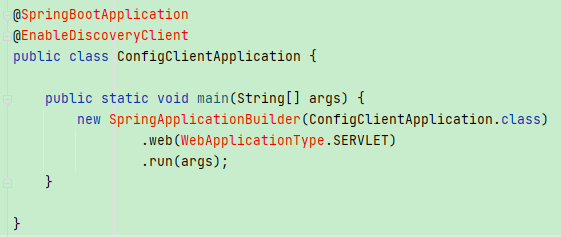 @SpringBootApplication
@EnableDiscoveryClient
public class ConfigClientApplication {
public static void main(String[] args) {
new SpringApplicationBuilder(ConfigClientApplication.class)
.web(WebApplicationType.SERVLET)
.run(args);
}
}